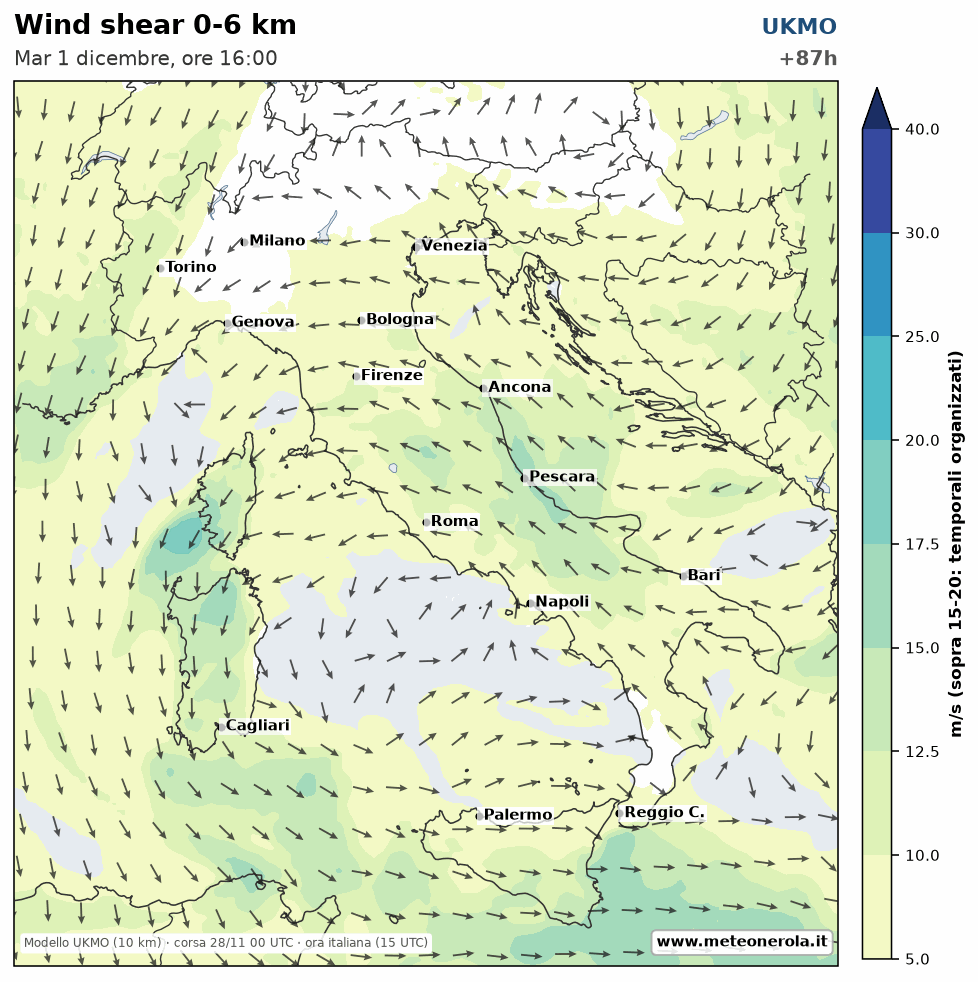 Wind shear 0-6 km
UKMO
Mar 1 dicembre, ore 16:00
+87h
40.0
30.0
25.0
20.0
17.5
15.0
12.5
10.0
5.0
m/s (sopra 15-20: temporali organizzati)
Milano
Venezia
Torino
Genova
Bologna
Firenze
Ancona
Pescara
Roma
Bari
Napoli
Cagliari
Palermo
Reggio C.
Modello UKMO (10 km) · corsa 28/11 00 UTC · ora italiana (15 UTC)
www.meteonerola.it